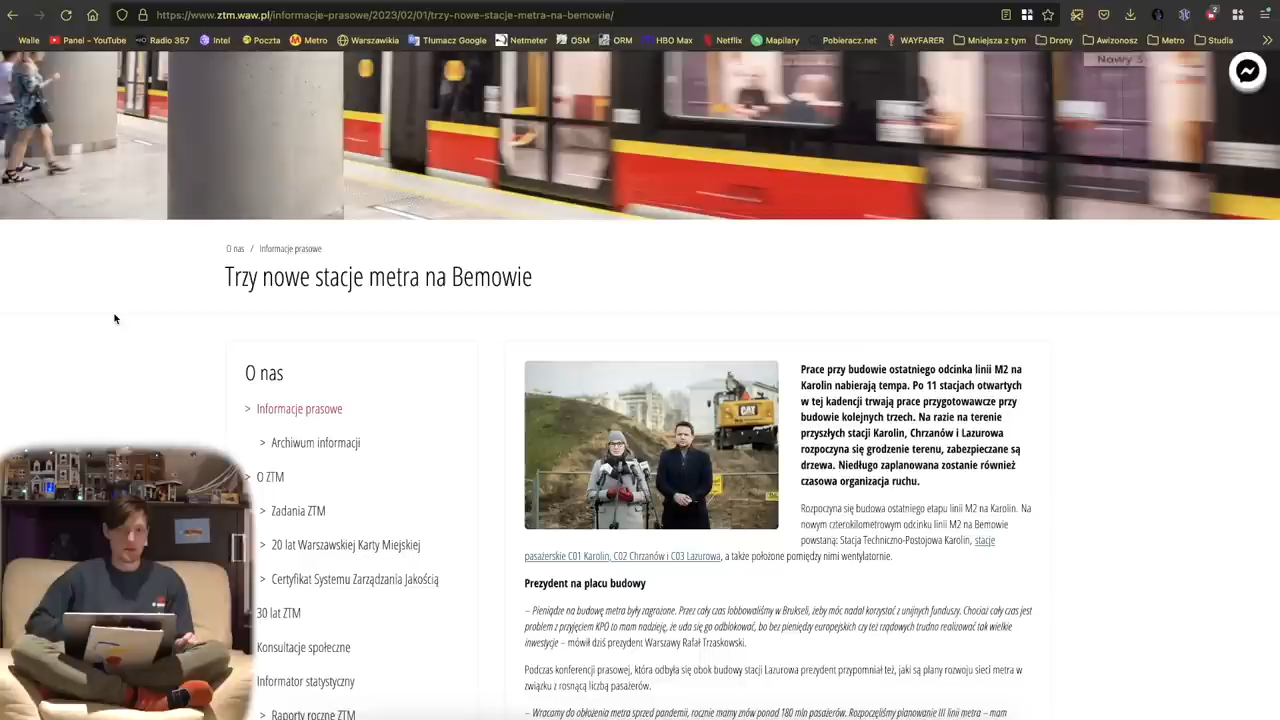 https://www.ztm.waw.pl/informacje-prasowe/2023/02/01/trzy-nowe-stacje-metra-na-bemowie/
2
Walle Panel – YouTube Radio 357 Intel Poczta Metro Warszawikia Tłumacz Google Netmeter OSM ORM HBO Max Netflix Mapilary Pobieracz.net WAYFARER Mniejsza z tym Drony Awizonosz Metro Studia
Nowy
O nas / Informacje prasowe
Trzy nowe stacje metra na Bemowie
O nas
> Informacje prasowe
> Archiwum informacji
> O ZTM
> Zadania ZTM
> 20 lat Warszawskiej Karty Miejskiej
> Certyfikat Systemu Zarządzania Jakością
30 lat ZTM
Konsultacje społeczne
Informator statystyczny
Raporty roczne ZTM
CAT
Prace przy budowie ostatniego odcinka linii M2 na
Karolin nabierają tempa. Po 11 stacjach otwartych
w tej kadencji trwają prace przygotowawcze przy
budowie kolejnych trzech. Na razie na terenie
przyszłych stacji Karolin, Chrzanów i Lazurowa
rozpoczyna się grodzenie terenu, zabezpieczane są
drzewa. Niedługo zaplanowana zostanie również
czasowa organizacja ruchu.
Rozpoczyna się budowa ostatniego etapu linii M2 na Karolin. Na
nowym czterokilometrowym odcinku linii M2 na Bemowie
powstaną: Stacja Techniczno-Postojowa Karolin, stacje
pasażerskie C01 Karolin, C02 Chrzanów i C03 Lazurowa, a także położone pomiędzy nimi wentylatornie.
Prezydent na placu budowy
– Pieniądze na budowę metra były zagrożone. Przez cały czas lobbowaliśmy w Brukseli, żeby móc nadal korzystać z unijnych funduszy. Chociaż cały czas jest
problem z przyjęciem KPO to mam nadzieję, że uda się go odblokować, bo bez pieniędzy europejskich czy też rządowych trudno realizować tak wielkie
inwestycje – mówił dziś prezydent Warszawy Rafał Trzaskowski.
Podczas konferencji prasowej, która odbyła się obok budowy stacji Lazurowa prezydent przypomniał też, jaki są plany rozwoju sieci metra w
związku z rosnącą liczbą pasażerów.
– Wracamy do obłożenia metra sprzed pandemii, rocznie mamy znów ponad 180 mln pasażerów. Rozpoczęliśmy planowanie III linii metra – mam